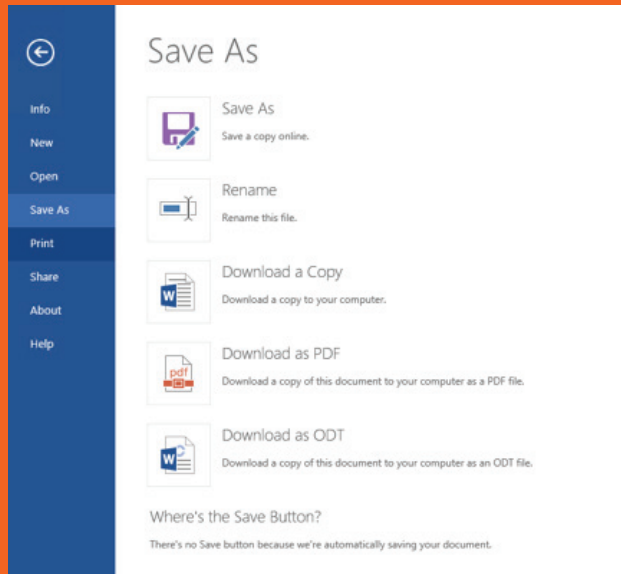 Save As
Info
New
Open
Save As
Print
Share
About
Help
Save As
Save a copy online.
Rename
Rename this file.
Download a Copy
Download a copy to your computer.
pdf
Download as PDF
Download a copy of this document to your computer as a PDF file.
Download as ODT
Download a copy of this document to your computer as an ODT file.
Where's the Save Button?
There's no Save button because we're automatically saving your document.